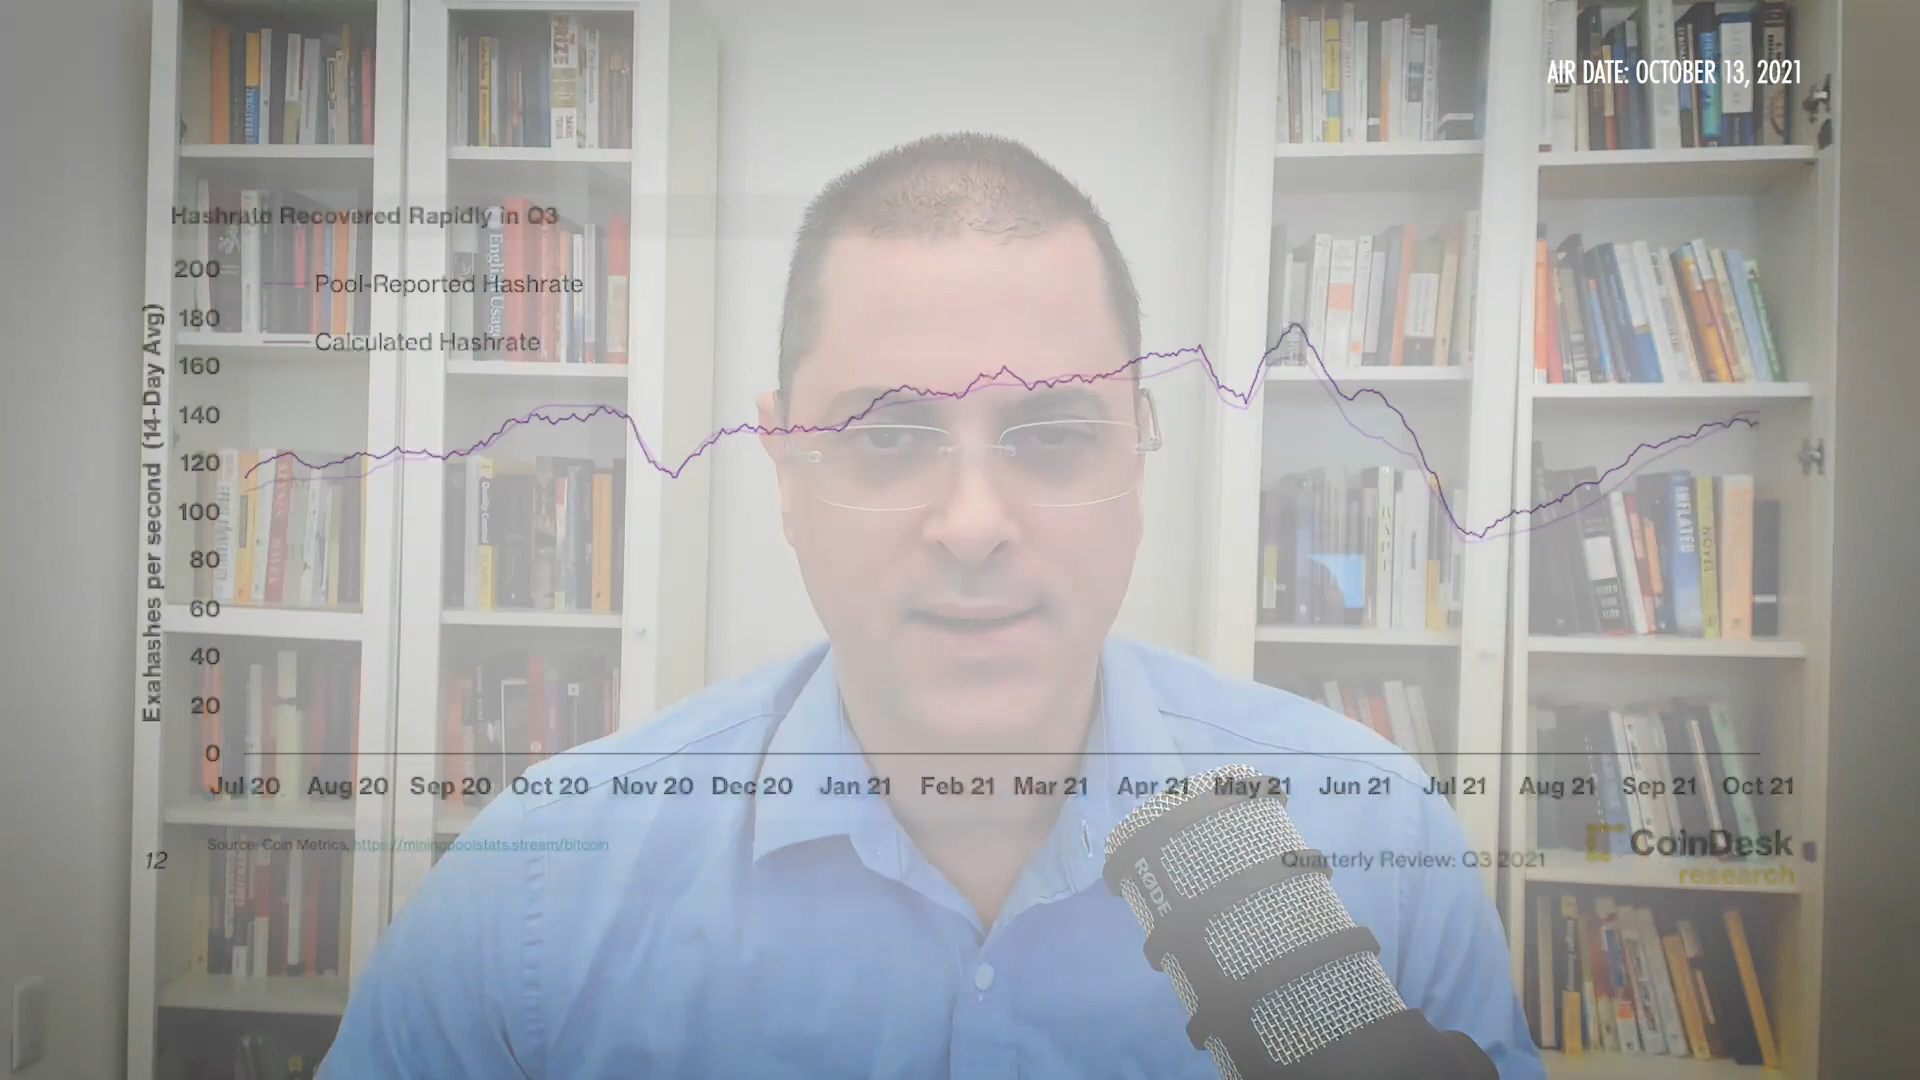 AIR DATE: OCTOBER 13, 2021
Hashrate Recovered Rapidly in Q3
Exahashes per second (14-Day Avg)
200
180
160
140
120
100
80
60
40
20
0
Pool-Reported Hashrate
Calculated Hashrate
English Usage
INFLATED
Jul 20 Aug 20 Sep 20 Oct 20 Nov 20 Dec 20 Jan 21 Feb 21 Mar 21 Apr 21 May 21 Jun 21 Jul 21 Aug 21 Sep 21 Oct 21
Source: Coin Metrics, https://miningpoolstats.stream/bitcoin
12
Quarterly Review: Q3 2021
CoinDesk
research
RØDE